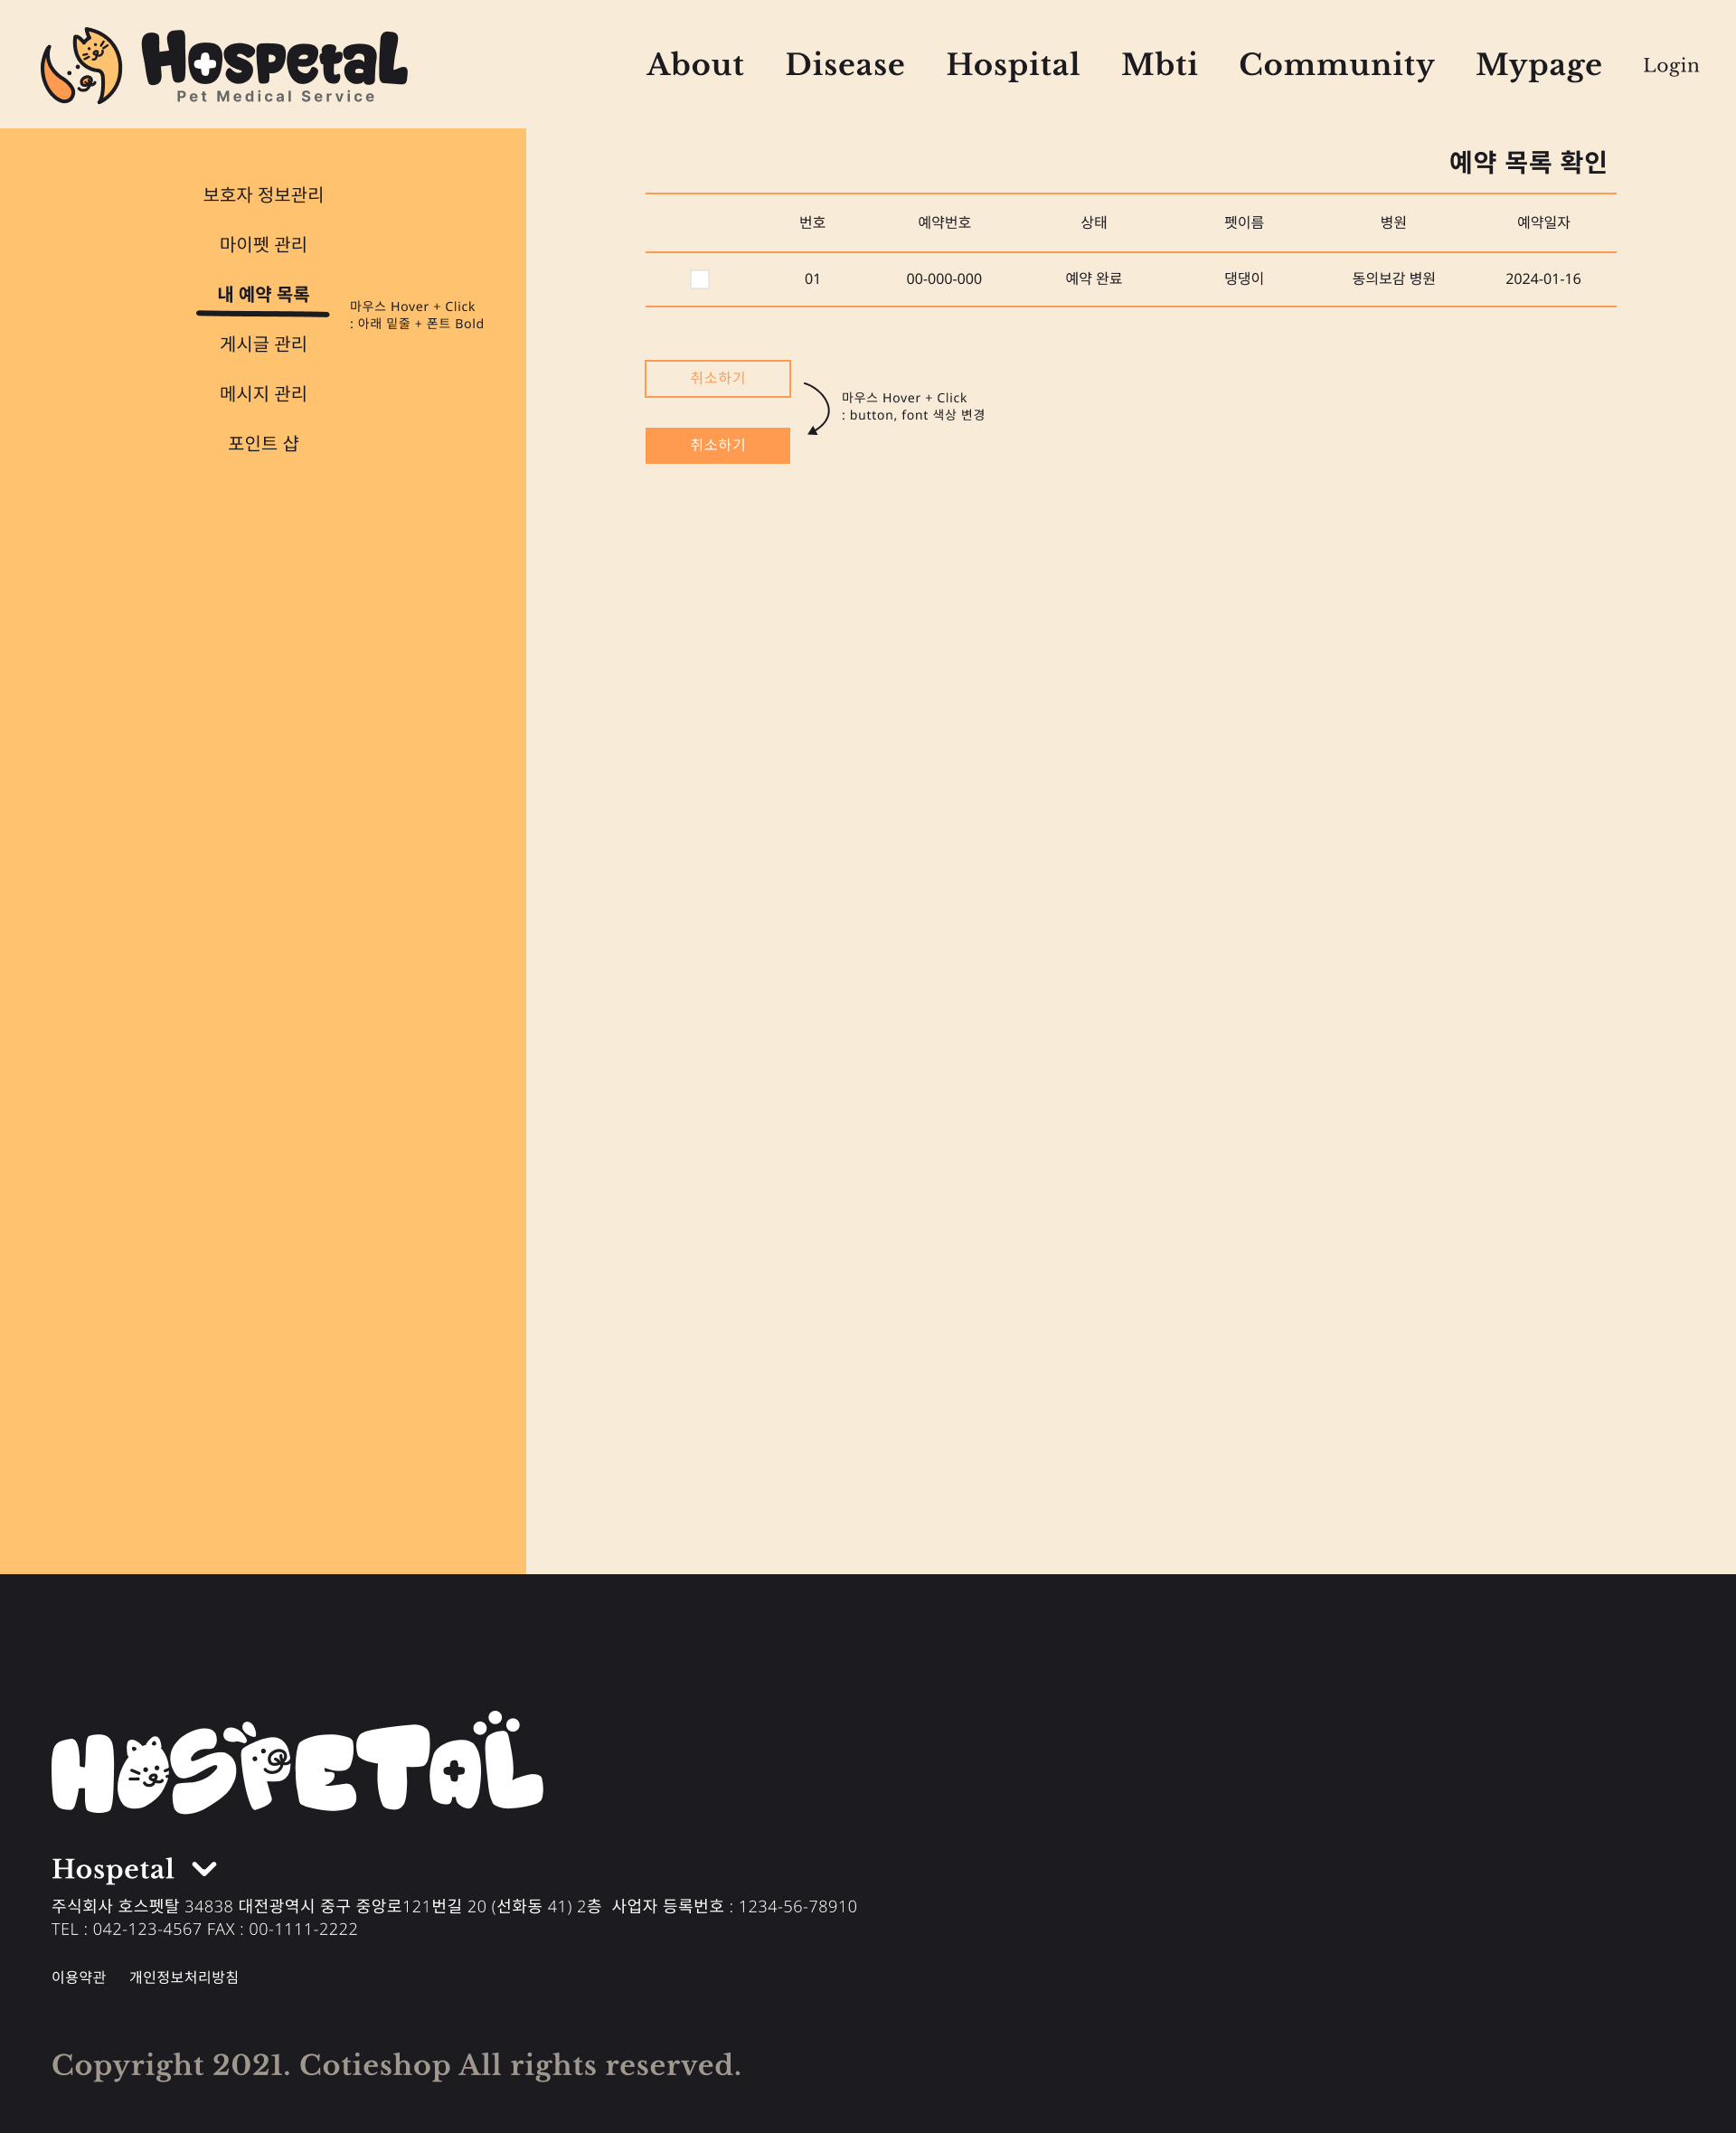 Hospetal
Pet Medical Service
About Disease Hospital Mbti Community Mypage Login
보호자 정보관리
마이펫 관리
내 예약 목록
마우스 Hover + Click
: 아래 밑줄 + 폰트 Bold
게시글 관리
메시지 관리
포인트 샵
예약 목록 확인
번호 예약번호 상태 펫이름 병원 예약일자
01 00-000-000 예약 완료 댕댕이 동의보감 병원 2024-01-16
취소하기
마우스 Hover + Click
: button, font 색상 변경
취소하기
HOSPETAL
Hospetal
주식회사 호스펫탈 34838 대전광역시 중구 중앙로121번길 20 (선화동 41) 2층 사업자 등록번호 : 1234-56-78910
TEL : 042-123-4567 FAX : 00-1111-2222
이용약관 개인정보처리방침
Copyright 2021. Cotieshop All rights reserved.